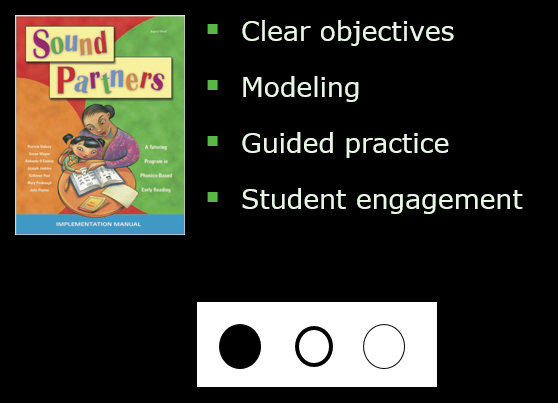 Sound
Partners
A Tutoring
Program in
Phonics-Based
Early Reading
IMPLEMENTATION MANUAL
Clear objectives
Modeling
Guided practice
Student engagement